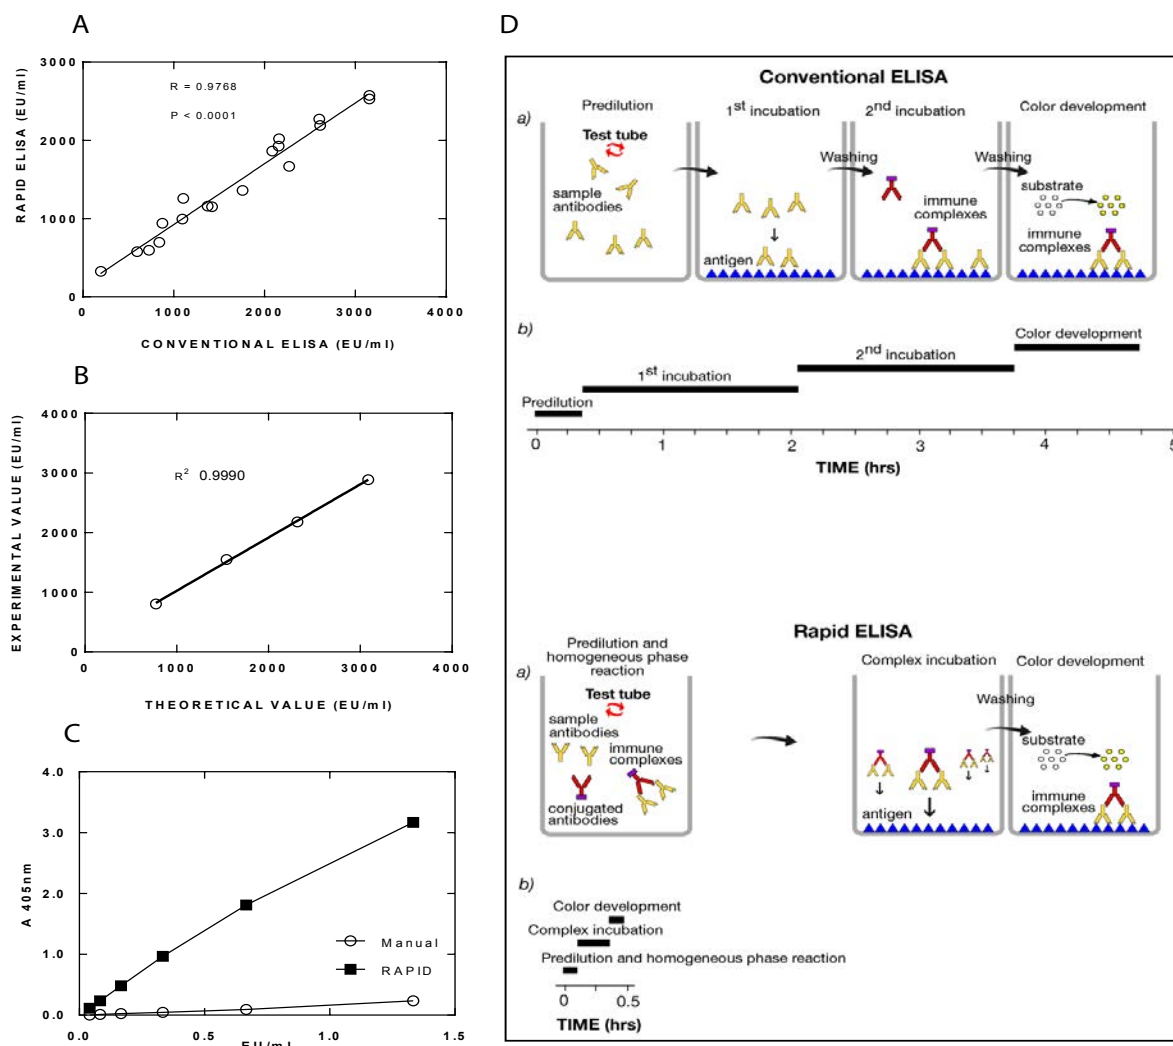 A
RAPID ELISA (EU/ml)
3000
2000
1000
0
R = 0.9768
P < 0.0001
0 1000 2000 3000 4000
CONVENTIONAL ELISA (EU/ml)
B
EXPERIMENTAL VALUE (EU/ml)
4000
3000
2000
1000
0
R² 0.9990
0 1000 2000 3000 4000
THEORETICAL VALUE (EU/ml)
C
A 405nm
4.0
3.0
2.0
1.0
0.0
Manual
RAPID
0.0 0.5 1.0 1.5
EU/ml
D
Conventional ELISA
a)
Predilution
Test tube
sample
antibodies
1st incubation
antigen
Washing
2nd incubation
immune
complexes
Washing
Color development
substrate
immune
complexes
b)
Color development
2nd incubation
1st incubation
Predilution
0 1 2 3 4 5
TIME (hrs)
Rapid ELISA
a)
Predilution and
homogeneous phase
reaction
Test tube
sample
antibodies
immune
complexes
conjugated
antibodies
Complex incubation
antigen
Washing
Color development
substrate
immune
complexes
b)
Color development
Complex incubation
Predilution and homogeneous phase reaction
0 0.5
TIME (hrs)